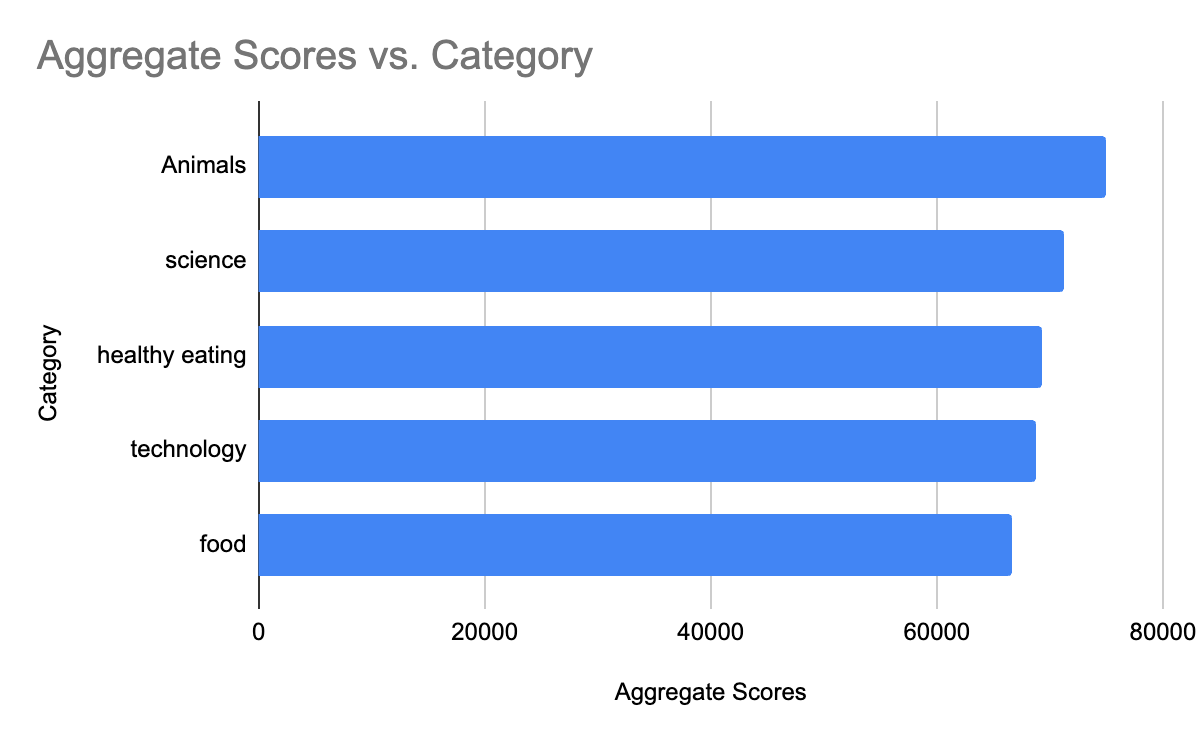 Aggregate Scores vs. Category
Category
Animals
science
healthy eating
technology
food
0 20000 40000 60000 80000
Aggregate Scores